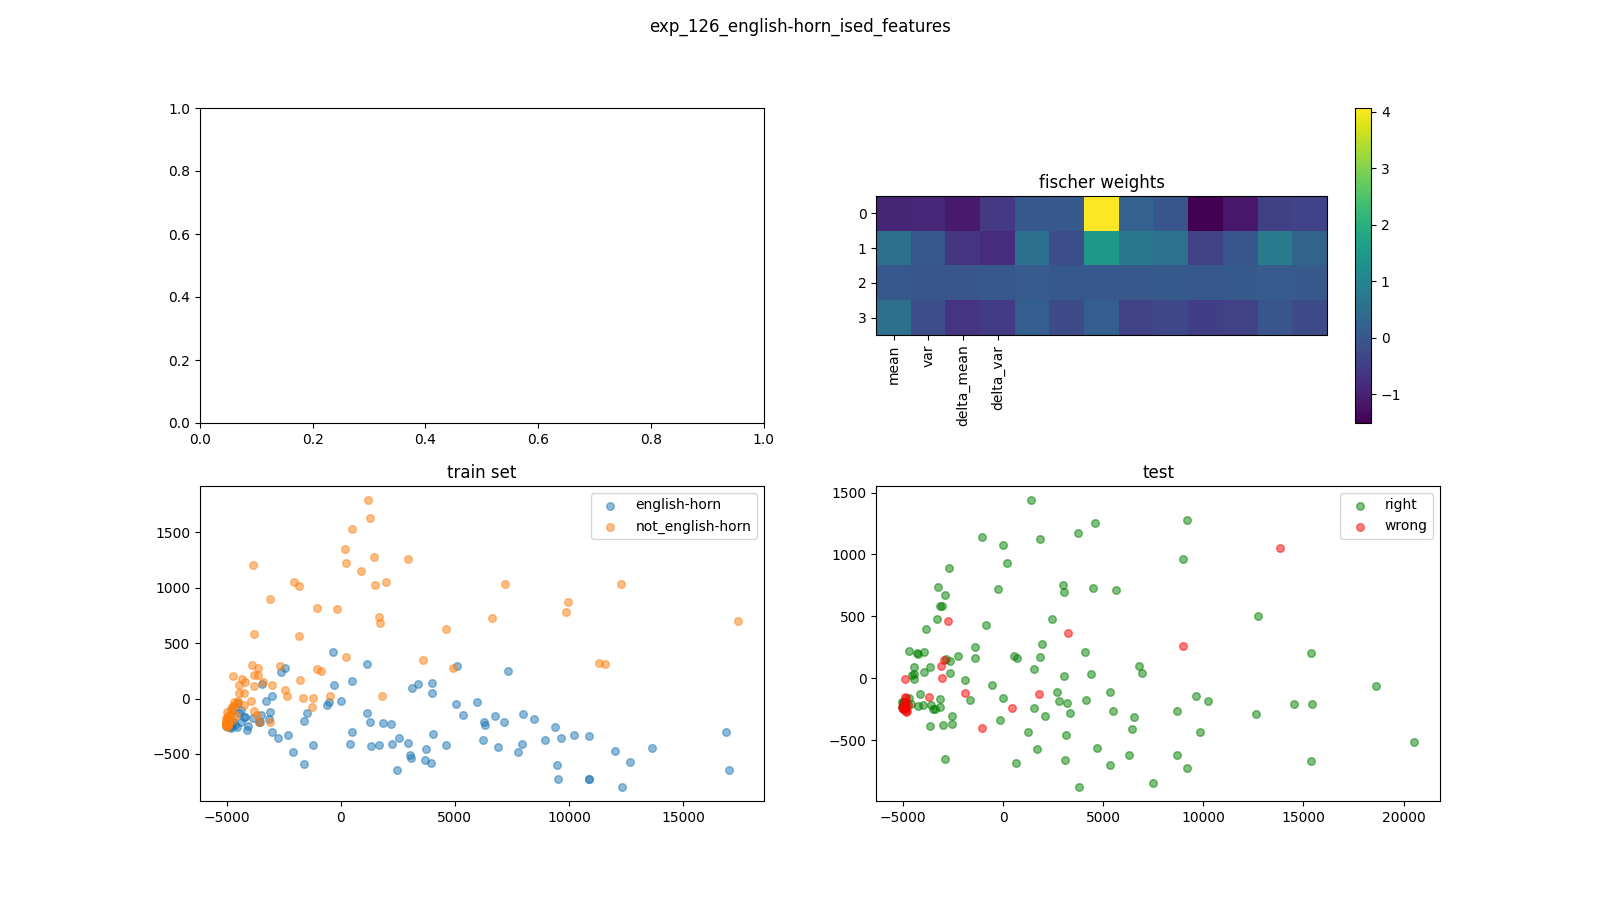 exp_126_english-horn_ised_features
1.0
0.8
0.6
0.4
0.2
0.0
0.0 0.2 0.4 0.6 0.8 1.0
fischer weights
0
1
2
3
mean var delta_mean delta_var
4
3
2
1
0
−1
train set
english-horn
not_english-horn
1500
1000
500
0
−500
−5000 0 5000 10000 15000
test
right
wrong
1500
1000
500
0
−500
−5000 0 5000 10000 15000 20000